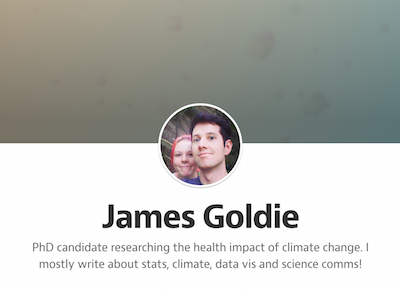 James Goldie
PhD candidate researching the health impact of climate change. I
mostly write about stats, climate, data vis and science comms!